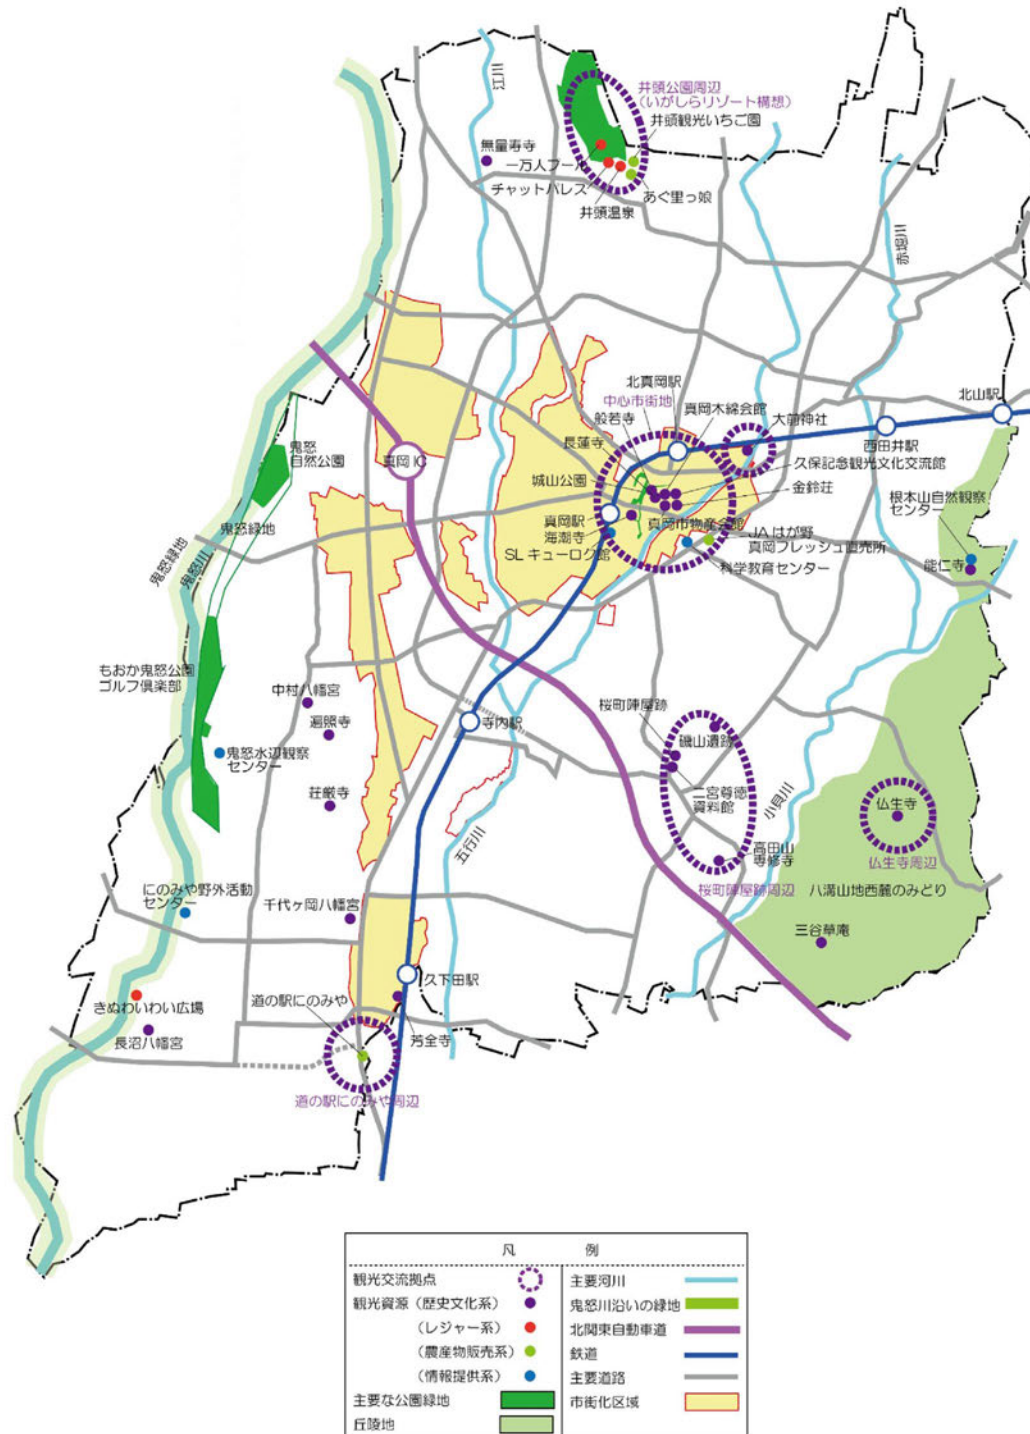 江川
井頭公園周辺
(いがしらリゾート構想)
井頭観光いちご園
無量寿寺
一万人プール
チャットパレス
あぐ里っ娘
井頭温泉
赤堀川
北真岡駅
中心市街地
真岡木綿会館
般若寺
大前神社
北山駅
長蓮寺
西田井駅
久保記念観光文化交流館
鬼怒
自然公園
真岡IC
城山公園
金鈴荘
根本山自然観察
センター
真岡駅
真岡市物産会館
鬼怒緑地
海潮寺
JAはが野
真岡フレッシュ直売所
SLキューロク館
科学教育センター
能仁寺
鬼怒緑地
鬼怒川
もおか鬼怒公園
ゴルフ倶楽部
中村八幡宮
桜町陣屋跡
遍照寺
寺内駅
磯山遺跡
鬼怒水辺観察
センター
二宮尊徳
資料館
小貝川
荘厳寺
仏生寺
五行川
高田山
専修寺
仏生寺周辺
桜町陣屋跡周辺
八溝山地西麓のみどり
にのみや野外活動
センター
千代ヶ岡八幡宮
三谷草庵
久下田駅
きぬわいわい広場
道の駅にのみや
長沼八幡宮
芳全寺
道の駅にのみや周辺
凡 例
観光交流拠点
観光資源(歴史文化系)
(レジャー系)
(農産物販売系)
(情報提供系)
主要な公園緑地
丘陵地
主要河川
鬼怒川沿いの緑地
北関東自動車道
鉄道
主要道路
市街化区域